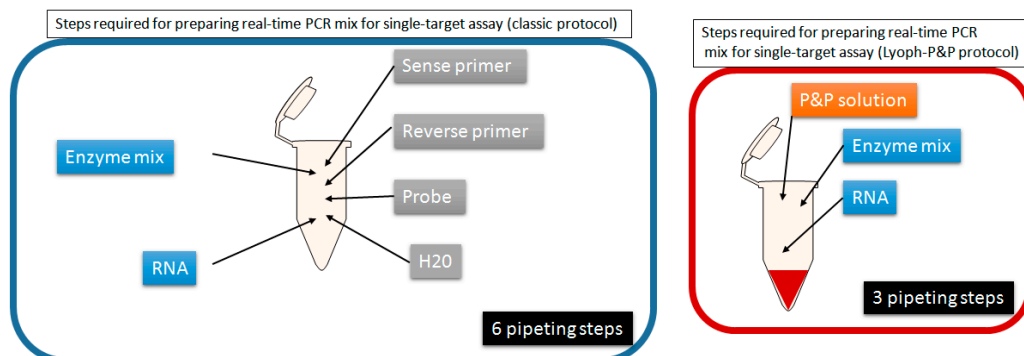 Steps required for preparing real-time PCR mix for single-target assay (classic protocol)
Sense primer
Reverse primer
Enzyme mix
Probe
RNA
H20
6 pipeting steps
Steps required for preparing real-time PCR
mix for single-target assay (Lyoph-P&P protocol)
P&P solution
Enzyme mix
RNA
3 pipeting steps